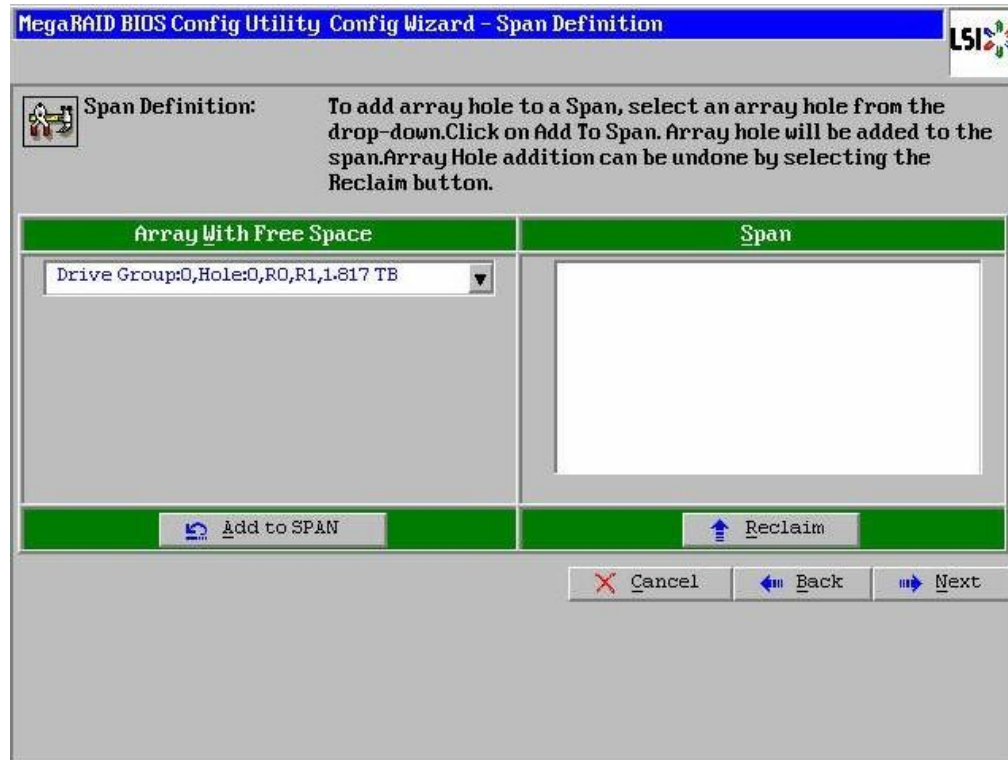 MegaRAID BIOS Config Utility Config Wizard - Span Definition
LSI
Span Definition:
To add array hole to a Span, select an array hole from the
drop-down.Click on Add To Span. Array hole will be added to the
span.Array Hole addition can be undone by selecting the
Reclaim button.
Array With Free Space
Span
Drive Group:0,Hole:0,R0,R1,1.817 TB
Add to SPAN
Reclaim
Cancel
Back
Next